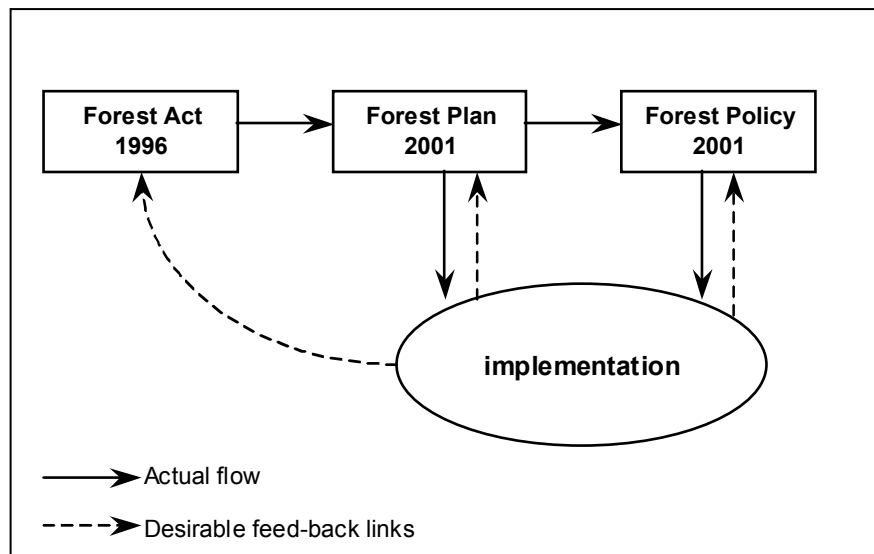 Forest Act
1996
Forest Plan
2001
Forest Policy
2001
implementation
Actual flow
Desirable feed-back links